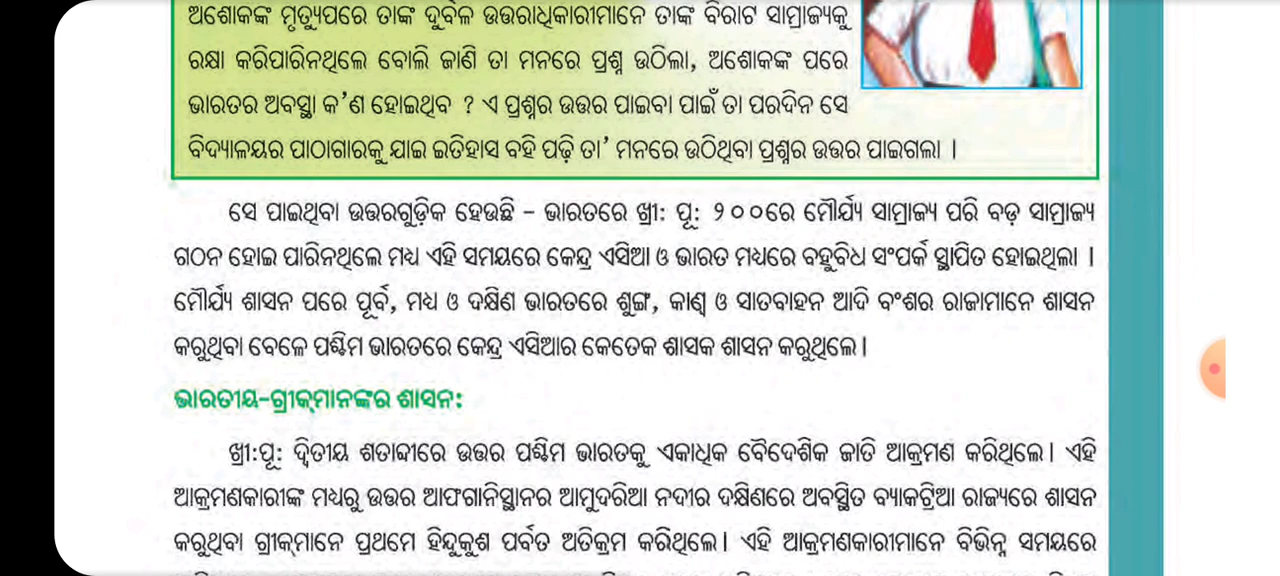 ଅଶୋକଙ୍କ ମୃତ୍ୟୁପରେ ତାଙ୍କ ଦୁର୍ବଳ ଉତ୍ତରାଧିକାରୀମାନେ ତାଙ୍କ ବିରାଟ ସାମ୍ରାଜ୍ୟକୁ
ରକ୍ଷା କରିପାରିନଥିଲେ ବୋଲି ଜାଣି ତା ମନରେ ପ୍ରଶ୍ନ ଉଠିଲା, ଅଶୋକଙ୍କ ପରେ
ଭାରତର ଅବସ୍ଥା କ’ଣ ହୋଇଥିବ ? ଏ ପ୍ରଶ୍ନର ଉତ୍ତର ପାଇବା ପାଇଁ ତା ପରଦିନ ସେ
ବିଦ୍ୟାଳୟର ପାଠାଗାରକୁ ଯାଇ ଇତିହାସ ବହି ପଢ଼ି ତା’ ମନରେ ଉଠିଥିବା ପ୍ରଶ୍ନର ଉତ୍ତର ପାଇଗଲା ।
ସେ ପାଇଥିବା ଉତ୍ତରଗୁଡ଼ିକ ହେଉଛି – ଭାରତରେ ଖ୍ରୀ: ପୂ: ୨୦୦ରେ ମୌର୍ଯ୍ୟ ସାମ୍ରାଜ୍ୟ ପରି ବଡ଼ ସାମ୍ରାଜ୍ୟ
ଗଠନ ହୋଇ ପାରିନଥିଲେ ମଧ୍ୟ ଏହି ସମୟରେ କେନ୍ଦ୍ର ଏସିଆ ଓ ଭାରତ ମଧ୍ୟରେ ବହୁବିଧ ସଂପର୍କ ସ୍ଥାପିତ ହୋଇଥିଲା ।
ମୌର୍ଯ୍ୟ ଶାସନ ପରେ ପୂର୍ବ, ମଧ୍ୟ ଓ ଦକ୍ଷିଣ ଭାରତରେ ଶୁଙ୍ଗ, କାଣ୍ୱ ଓ ସାତବାହନ ଆଦି ବଂଶର ରାଜାମାନେ ଶାସନ
କରୁଥିବା ବେଳେ ପଶ୍ଚିମ ଭାରତରେ କେନ୍ଦ୍ର ଏସିଆର କେତେକ ଶାସକ ଶାସନ କରୁଥିଲେ।
ଭାରତୀୟ-ଗ୍ରୀକ୍‌ମାନଙ୍କର ଶାସନ:
ଖ୍ରୀ:ପୂ: ଦ୍ୱିତୀୟ ଶତାବ୍ଦୀରେ ଉତ୍ତର ପଶ୍ଚିମ ଭାରତକୁ ଏକାଧିକ ବୈଦେଶିକ ଜାତି ଆକ୍ରମଣ କରିଥିଲେ। ଏହି
ଆକ୍ରମଣକାରୀଙ୍କ ମଧ୍ୟରୁ ଉତ୍ତର ଆଫଗାନିସ୍ଥାନର ଆମୁଦରିଆ ନଦୀର ଦକ୍ଷିଣରେ ଅବସ୍ଥିତ ବ୍ୟାକଟ୍ରିଆ ରାଜ୍ୟରେ ଶାସନ
କରୁଥିବା ଗ୍ରୀକ୍‌ମାନେ ପ୍ରଥମେ ହିନ୍ଦୁକୁଶ ପର୍ବତ ଅତିକ୍ରମ କରିଥିଲେ। ଏହି ଆକ୍ରମଣକାରୀମାନେ ବିଭିନ୍ନ ସମୟରେ